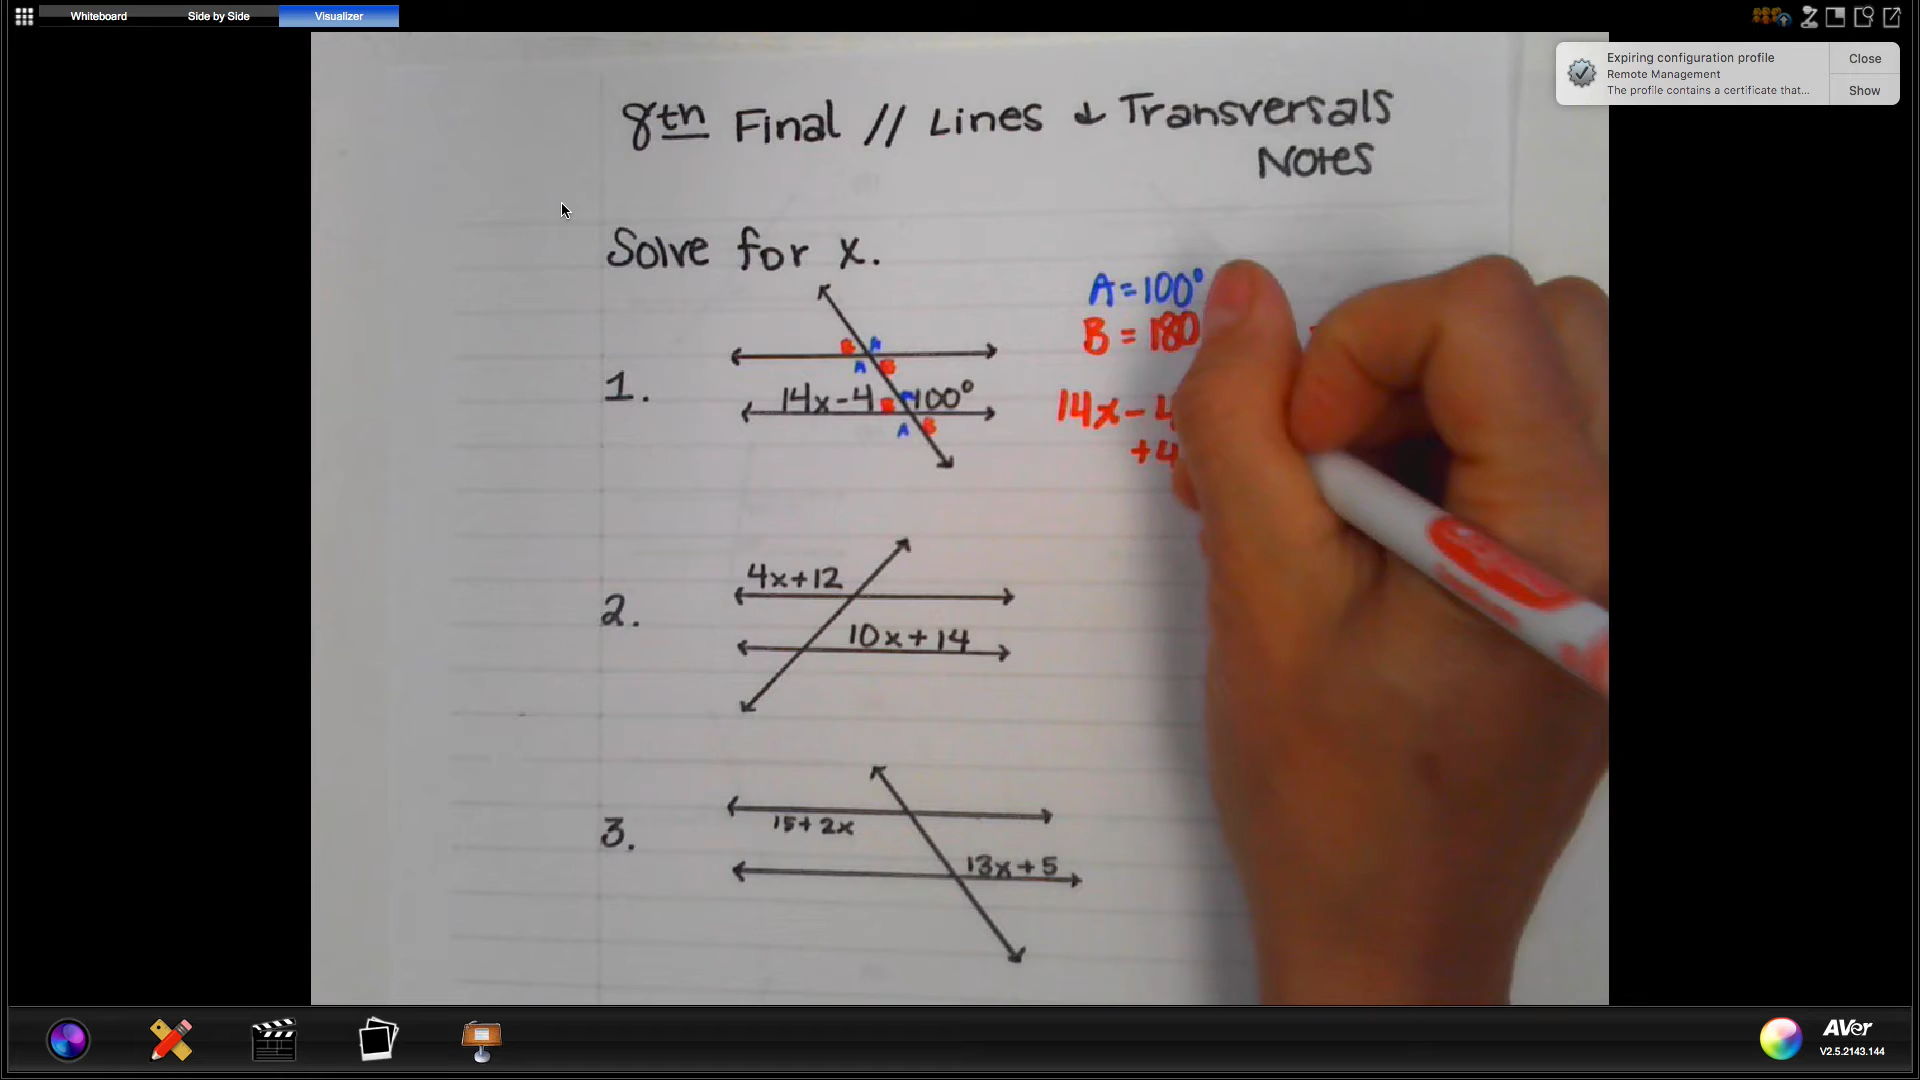 Whiteboard Side by Side Visualizer
Expiring configuration profile
Remote Management
The profile contains a certificate that...
Close
Show
8th Final // Lines & Transversals
Notes
Solve for x.
A=100°
B = 180
B A
A B
1.
14x-4 B A 100°
A B
14x-4
+4
2.
4x+12
10x+14
3.
15+2x
13x+5
AVer
V2.5.2143.144